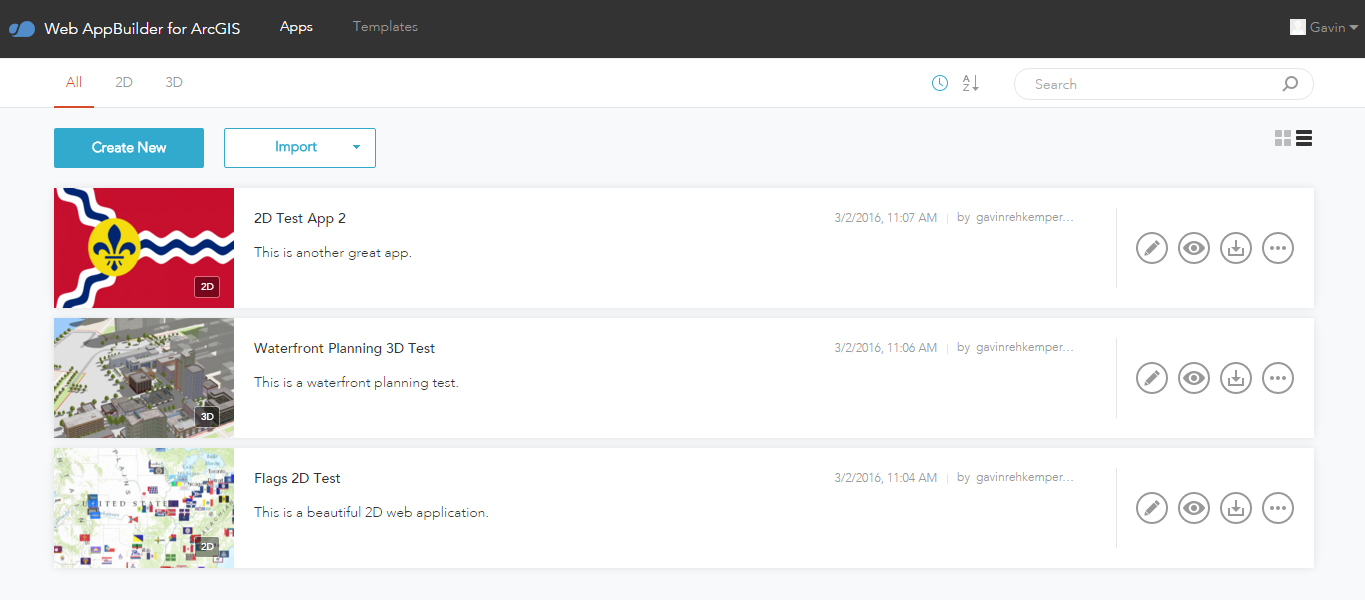 Web AppBuilder for ArcGIS Apps Templates Gavin
All 2D 3D A Z Search
Create New Import
2D Test App 2 3/2/2016, 11:07 AM | by gavinrehkemper...
This is another great app.
2D
Waterfront Planning 3D Test 3/2/2016, 11:06 AM | by gavinrehkemper...
This is a waterfront planning test.
3D
Flags 2D Test 3/2/2016, 11:04 AM | by gavinrehkemper...
This is a beautiful 2D web application.
UNITED STATES
2D